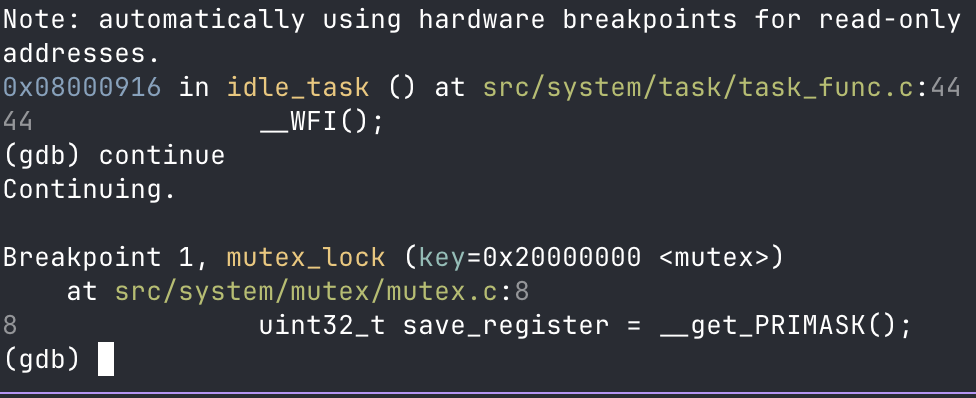 Note: automatically using hardware breakpoints for read-only
addresses.
0x08000916 in idle_task () at src/system/task/task_func.c:44
44              __WFI();
(gdb) continue
Continuing.

Breakpoint 1, mutex_lock (key=0x20000000 <mutex>)
    at src/system/mutex/mutex.c:8
8               uint32_t save_register = __get_PRIMASK();
(gdb)